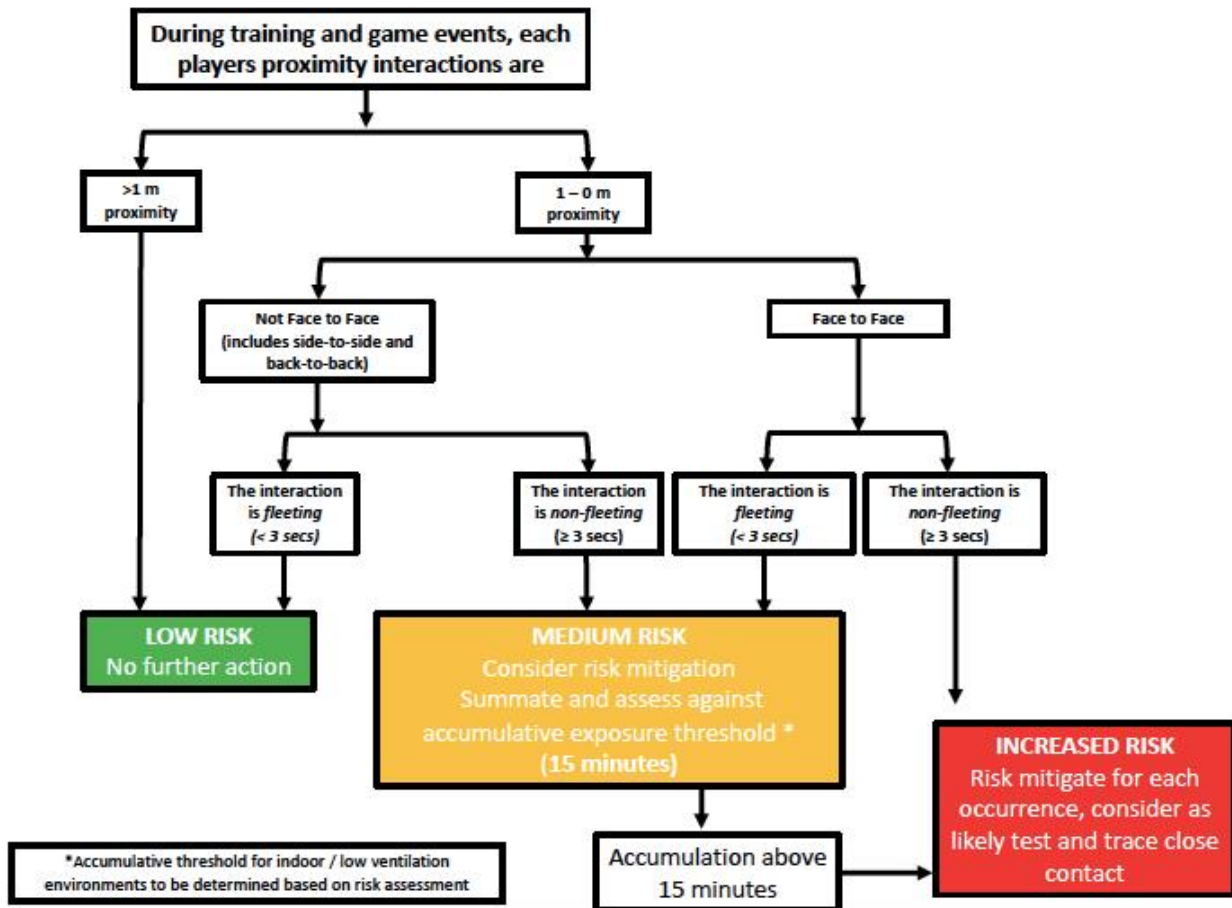 During training and game events, each
players proximity interactions are
>1 m
proximity
1 – 0 m
proximity
Not Face to Face
(includes side-to-side and
back-to-back)
Face to Face
The interaction
is fleeting
(< 3 secs)
The interaction
is non-fleeting
(≥ 3 secs)
The interaction is
fleeting
(< 3 secs)
The interaction is
non-fleeting
(≥ 3 secs)
LOW RISK
No further action
MEDIUM RISK
Consider risk mitigation
Summate and assess against
accumulative exposure threshold *
(15 minutes)
INCREASED RISK
Risk mitigate for each
occurrence, consider as
likely test and trace close
contact
Accumulation above
15 minutes
*Accumulative threshold for indoor / low ventilation
environments to be determined based on risk assessment